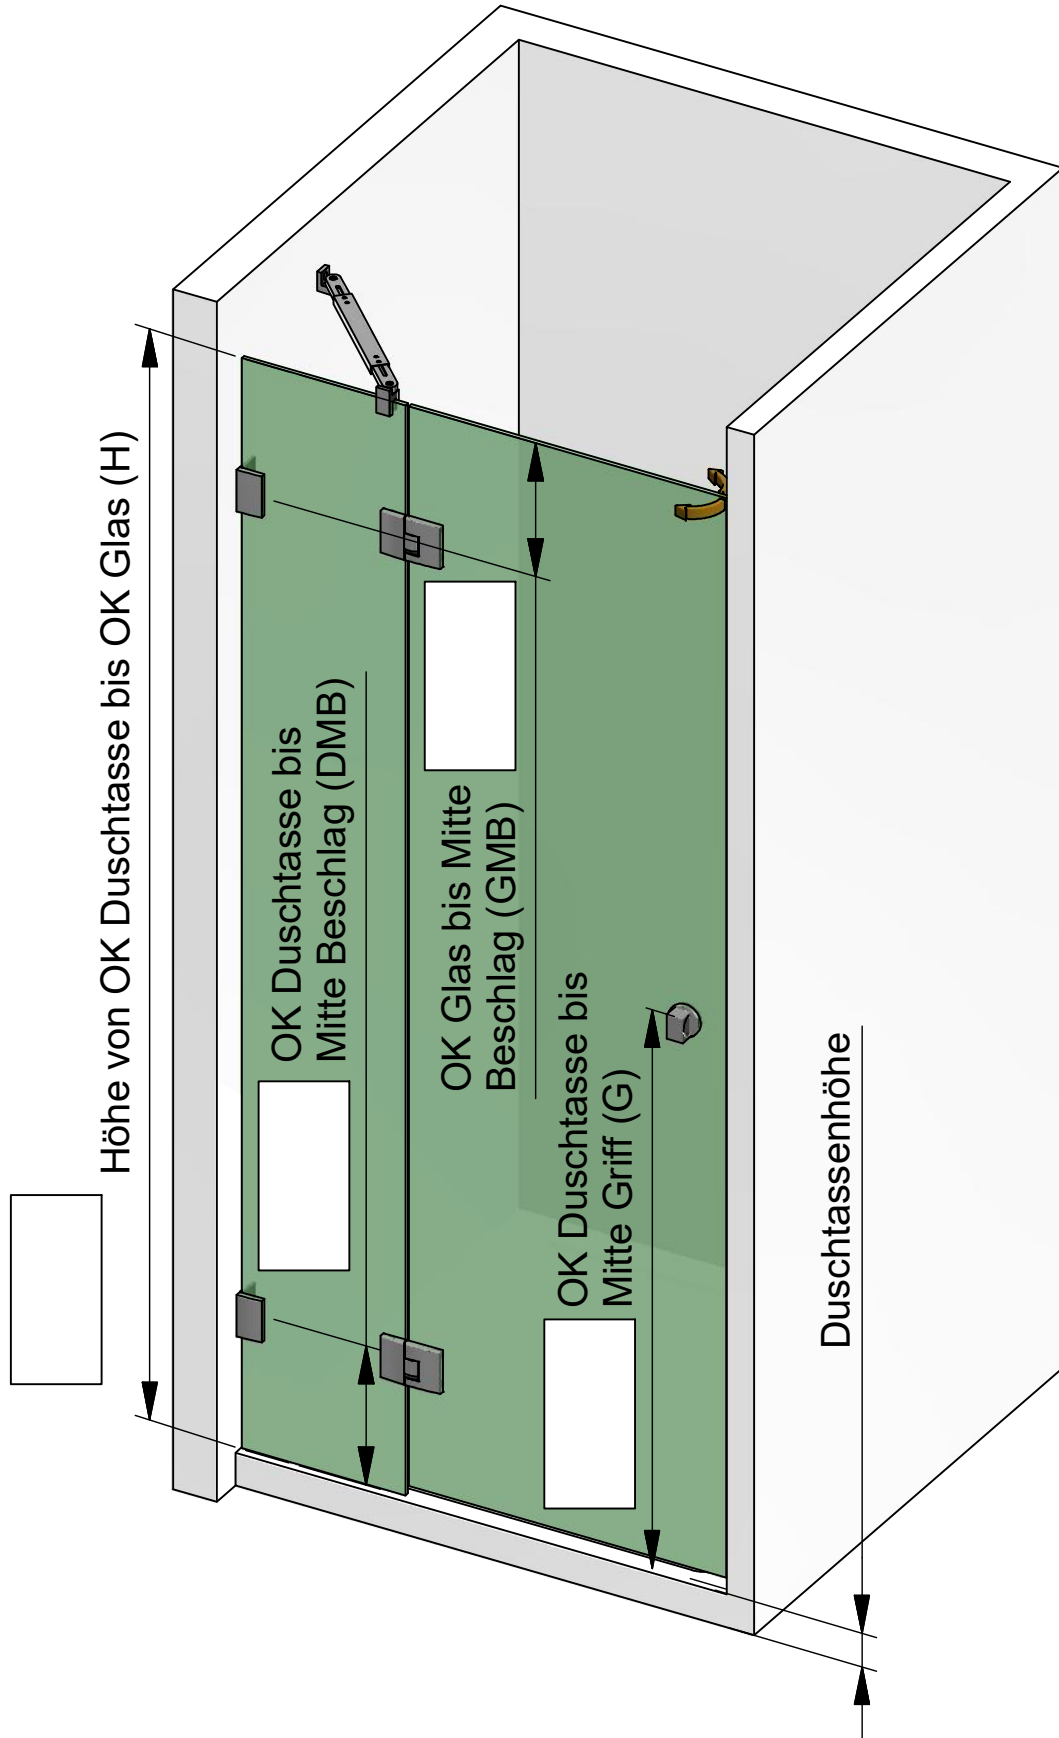 Höhe von OK Duschtasse bis OK Glas (H)
OK Duschtasse bis
Mitte Beschlag (DMB)
OK Glas bis Mitte
Beschlag (GMB)
OK Duschtasse bis
Mitte Griff (G)
Duschtassenhöhe